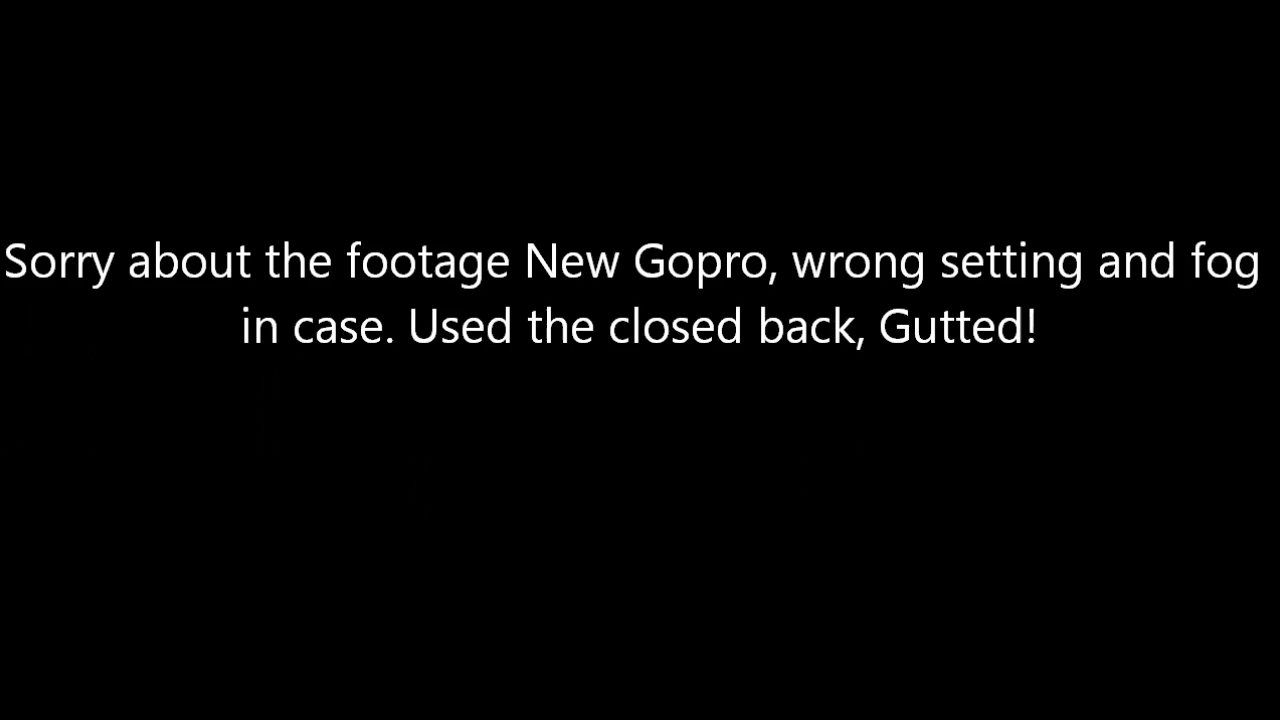 Sorry about the footage New Gopro, wrong setting and fog
in case. Used the closed back, Gutted!